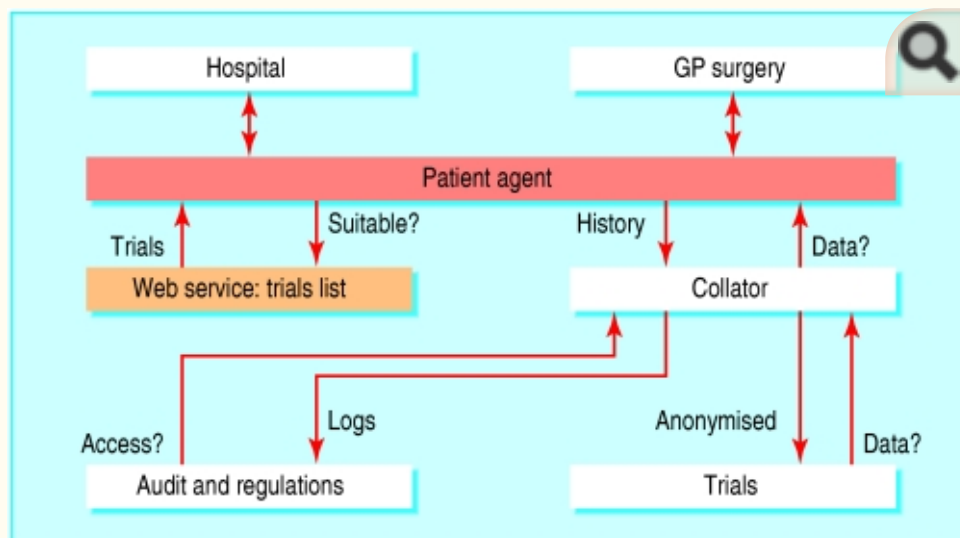 Hospital
GP surgery
Patient agent
Trials
Suitable?
History
Data?
Web service: trials list
Collator
Access?
Logs
Anonymised
Data?
Audit and regulations
Trials